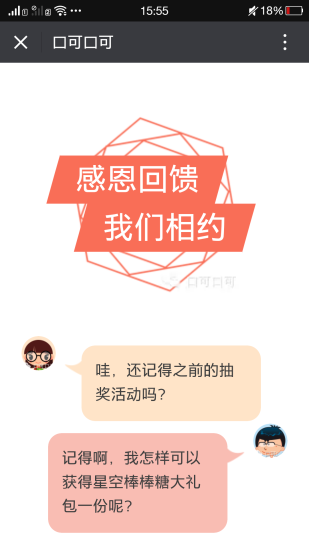 15:55
18%
口可口可
感恩回馈
我们相约
口可口可
哇，还记得之前的抽
奖活动吗？
记得啊，我怎样可以
获得星空棒棒糖大礼
包一份呢？